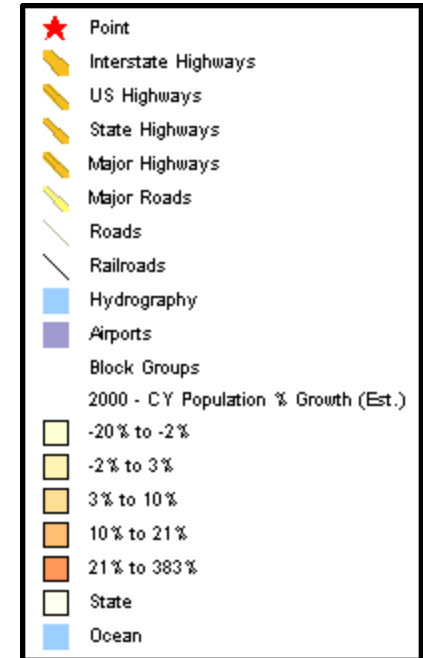 Point
Interstate Highways
US Highways
State Highways
Major Highways
Major Roads
Roads
Railroads
Hydrography
Airports
Block Groups
2000 - CY Population % Growth (Est.)
-20% to -2%
-2% to 3%
3% to 10%
10% to 21%
21% to 383%
State
Ocean